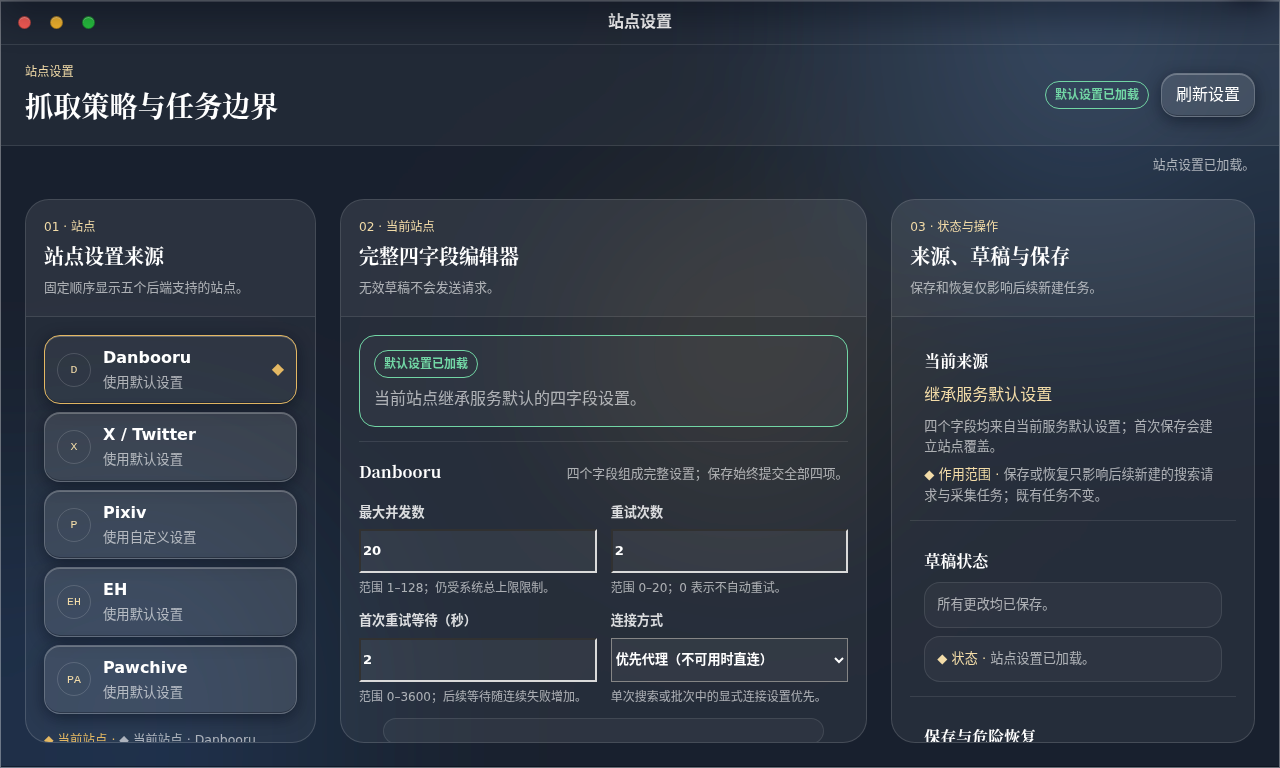 站点设置
站点设置
抓取策略与任务边界
默认设置已加载
刷新设置
站点设置已加载。
01 · 站点
站点设置来源
固定顺序显示五个后端支持的站点。
D
Danbooru
使用默认设置
X
X / Twitter
使用默认设置
P
Pixiv
使用自定义设置
EH
EH
使用默认设置
PA
Pawchive
使用默认设置
◆ 当前站点 · ◆ 当前站点 · Danbooru
02 · 当前站点
完整四字段编辑器
无效草稿不会发送请求。
默认设置已加载
当前站点继承服务默认的四字段设置。
Danbooru
四个字段组成完整设置；保存始终提交全部四项。
最大并发数
20
范围 1–128；仍受系统总上限限制。
重试次数
2
范围 0–20；0 表示不自动重试。
首次重试等待（秒）
2
范围 0–3600；后续等待随连续失败增加。
连接方式
优先代理（不可用时直连）
单次搜索或批次中的显式连接设置优先。
03 · 状态与操作
来源、草稿与保存
保存和恢复仅影响后续新建任务。
当前来源
继承服务默认设置
四个字段均来自当前服务默认设置；首次保存会建
立站点覆盖。
◆ 作用范围 · 保存或恢复只影响后续新建的搜索请
求与采集任务；既有任务不变。
草稿状态
所有更改均已保存。
◆ 状态 · 站点设置已加载。
保存与危险恢复